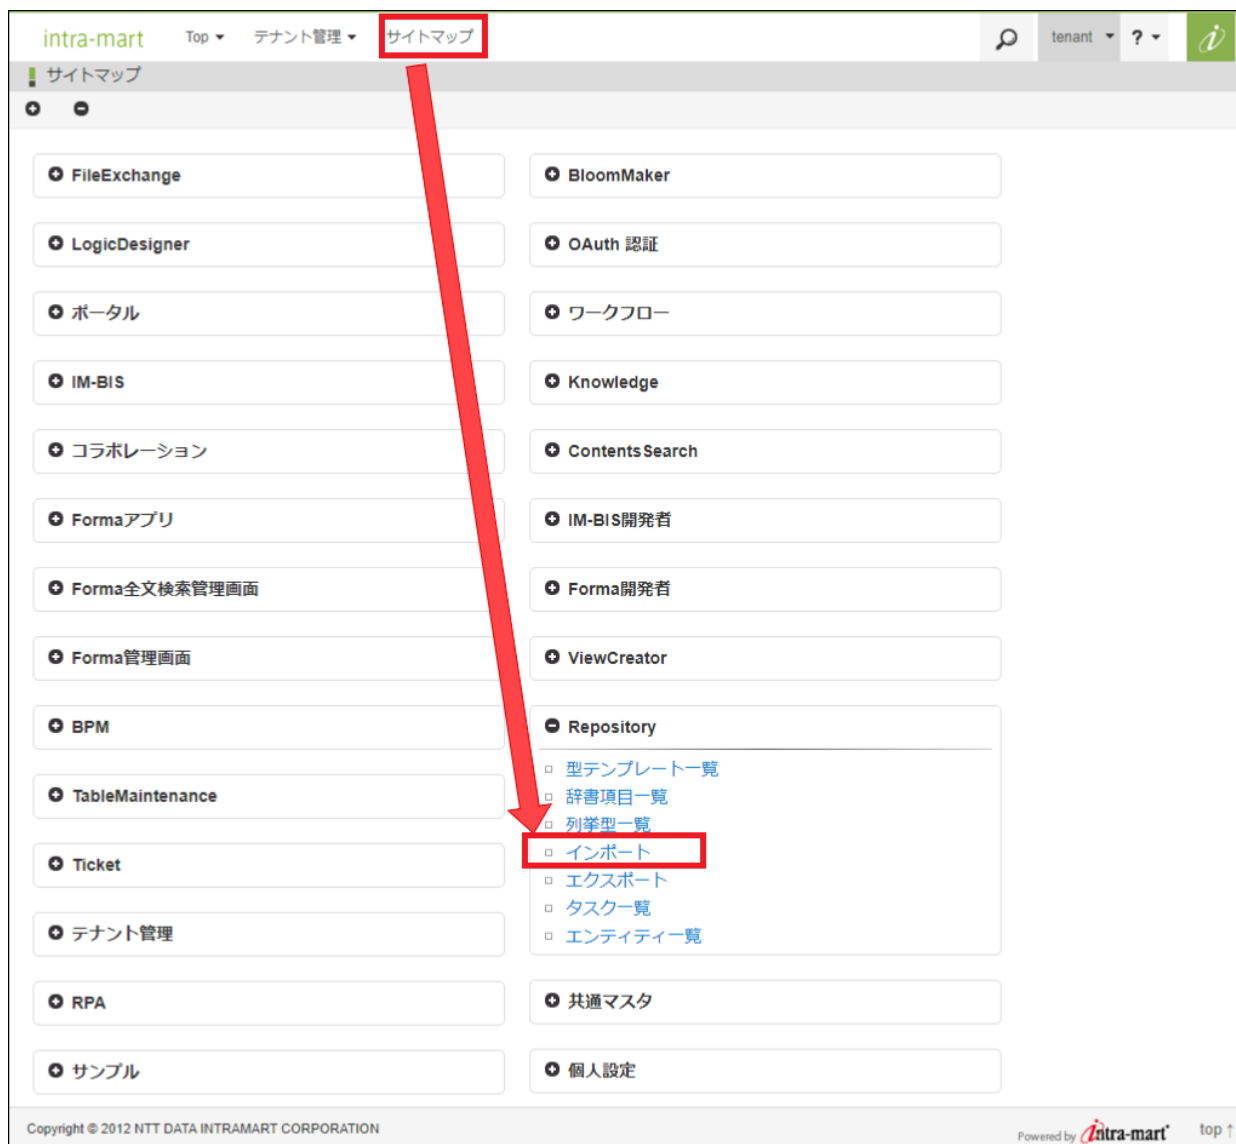 intra-mart Top テナント管理 サイトマップ tenant ?
サイトマップ
FileExchange
LogicDesigner
ポータル
IM-BIS
コラボレーション
Formaアプリ
Forma全文検索管理画面
Forma管理画面
BPM
TableMaintenance
Ticket
テナント管理
RPA
サンプル
BloomMaker
OAuth 認証
ワークフロー
Knowledge
ContentsSearch
IM-BIS開発者
Forma開発者
ViewCreator
Repository
型テンプレート一覧
辞書項目一覧
列挙型一覧
インポート
エクスポート
タスク一覧
エンティティ一覧
共通マスタ
個人設定
Copyright © 2012 NTT DATA INTRAMART CORPORATION
Powered by intra-mart top ↑